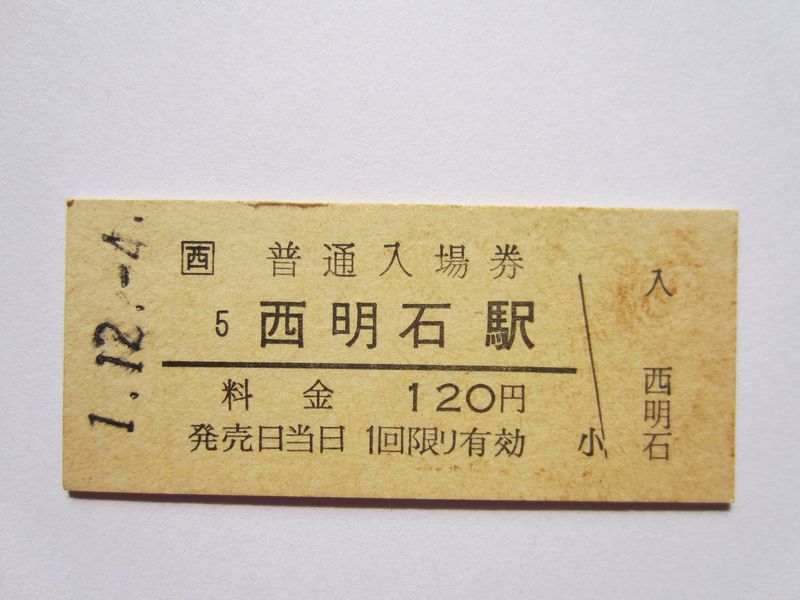 1.12.-4.
西 普通入場券
5 西明石駅
料金 120円
発売日当日 1回限り有効 小
入
西明石